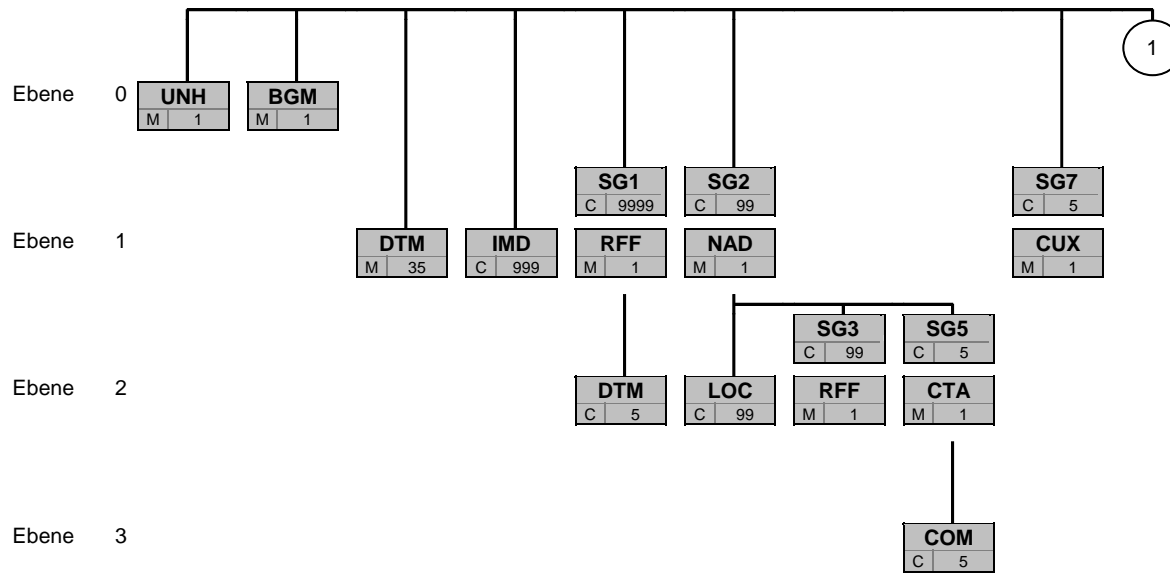 1
Ebene 0 UNH BGM
M 1 M 1
SG1 SG2 SG7
C 9999 C 99 C 5
Ebene 1 DTM IMD RFF NAD CUX
M 35 C 999 M 1 M 1 M 1
SG3 SG5
C 99 C 5
Ebene 2 DTM LOC RFF CTA
C 5 C 99 M 1 M 1
Ebene 3 COM
C 5